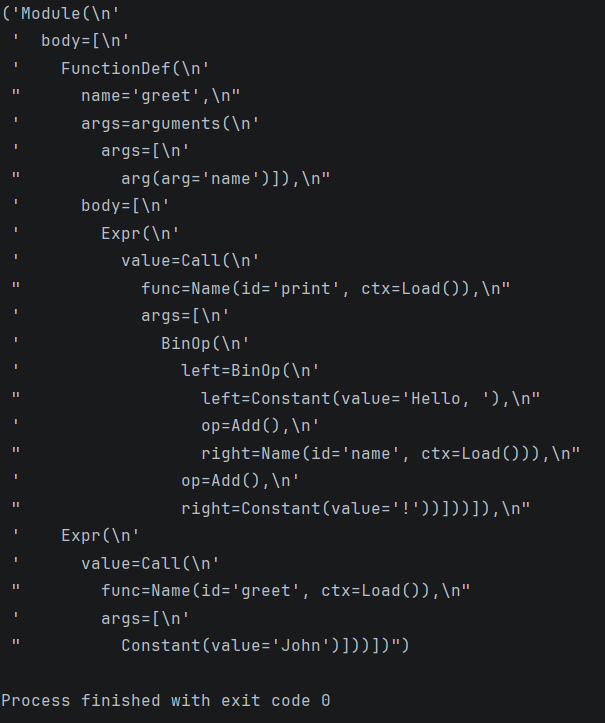 ('Module(\n'
 '  body=[\n'
 '    FunctionDef(\n'
 "      name='greet',\n"
 '      args=arguments(\n'
 '        args=[\n'
 "          arg(arg='name')]),\n"
 '      body=[\n'
 '        Expr(\n'
 '          value=Call(\n'
 "            func=Name(id='print', ctx=Load()),\n"
 '            args=[\n'
 '              BinOp(\n'
 '                left=BinOp(\n'
 "                  left=Constant(value='Hello, '),\n"
 '                  op=Add(),\n'
 "                  right=Name(id='name', ctx=Load())),\n"
 '                op=Add(),\n'
 "                right=Constant(value='!'))]))]),\n"
 '    Expr(\n'
 '      value=Call(\n'
 "        func=Name(id='greet', ctx=Load()),\n"
 '        args=[\n'
 "          Constant(value='John')]))])")

Process finished with exit code 0